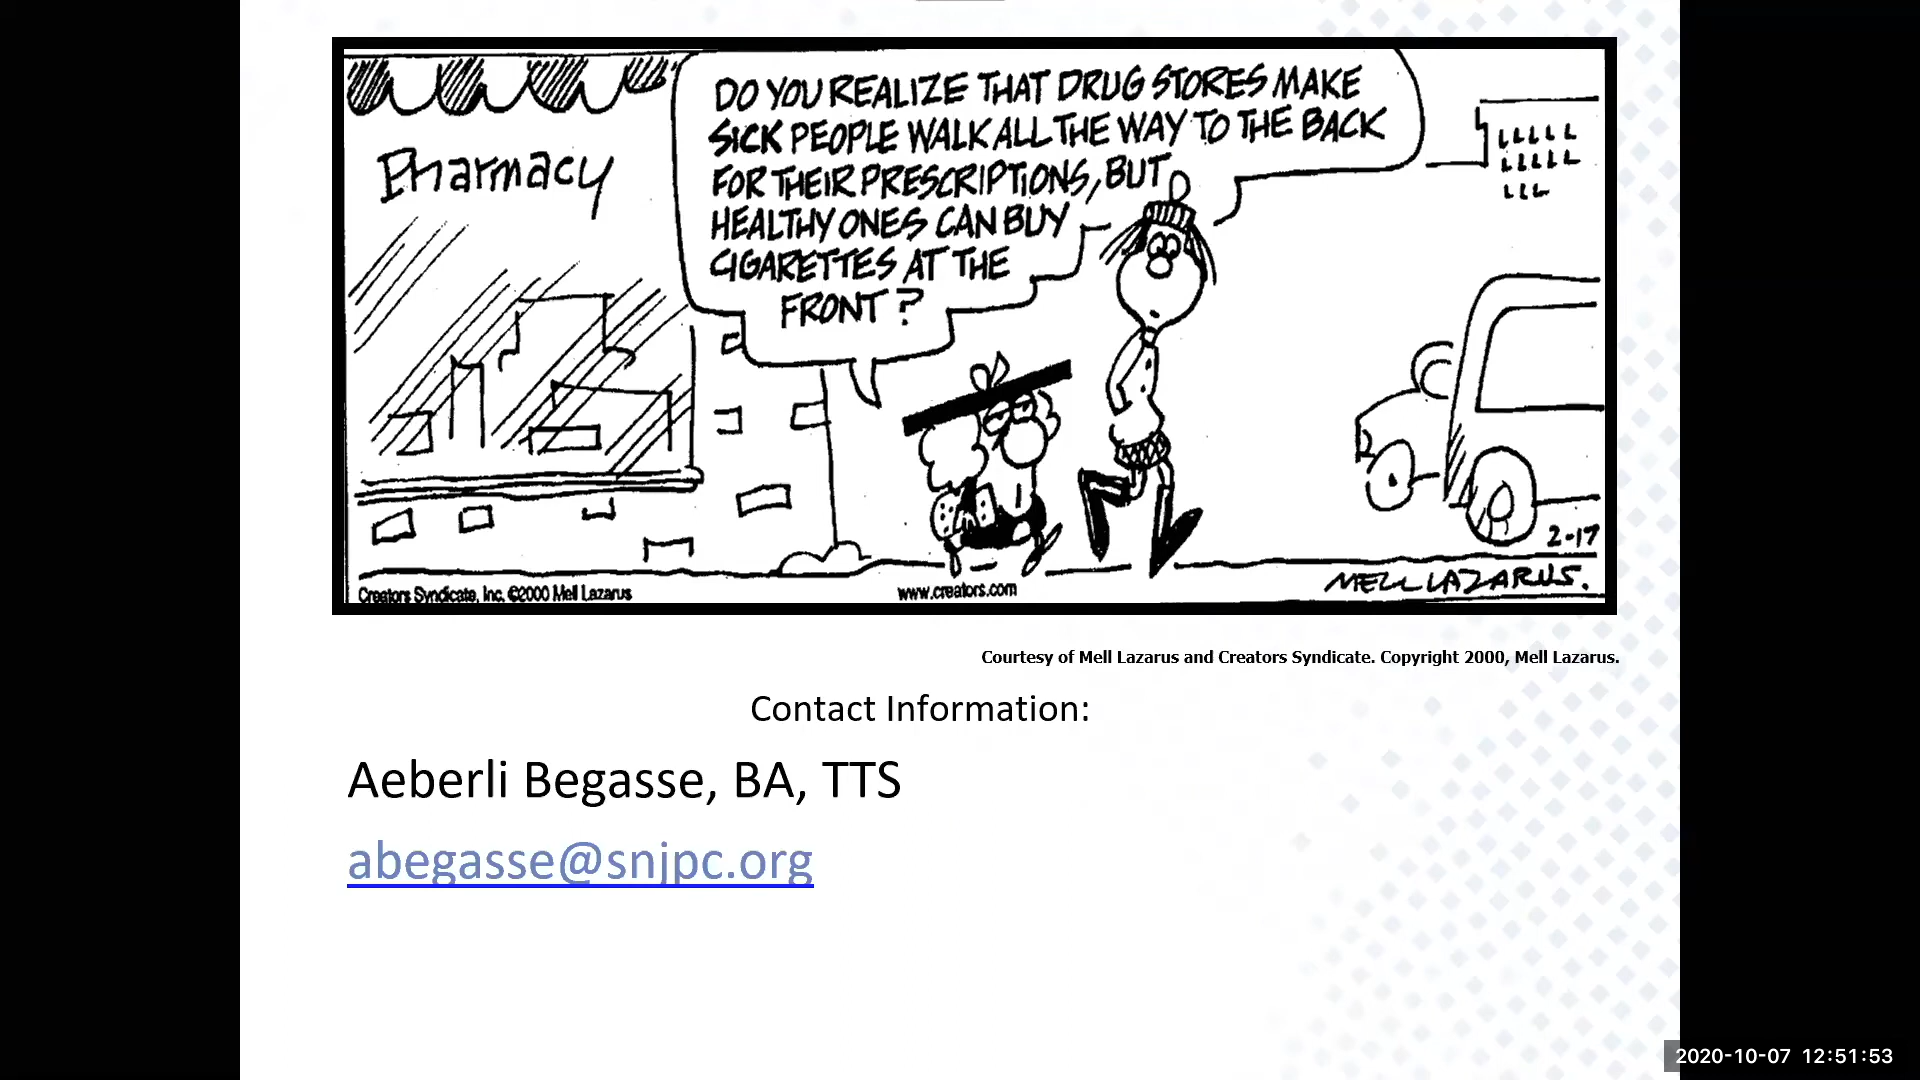 DO YOU REALIZE THAT DRUG STORES MAKE
SICK PEOPLE WALK ALL THE WAY TO THE BACK
FOR THEIR PRESCRIPTIONS, BUT
HEALTHY ONES CAN BUY
CIGARETTES AT THE
FRONT?
Pharmacy
2-17
MELL LAZARUS.
Creators Syndicate, Inc. ©2000 Mell Lazarus
www.creators.com
Courtesy of Mell Lazarus and Creators Syndicate. Copyright 2000, Mell Lazarus.
Contact Information:
Aeberli Begasse, BA, TTS
abegasse@snjpc.org
2020-10-07 12:51:53